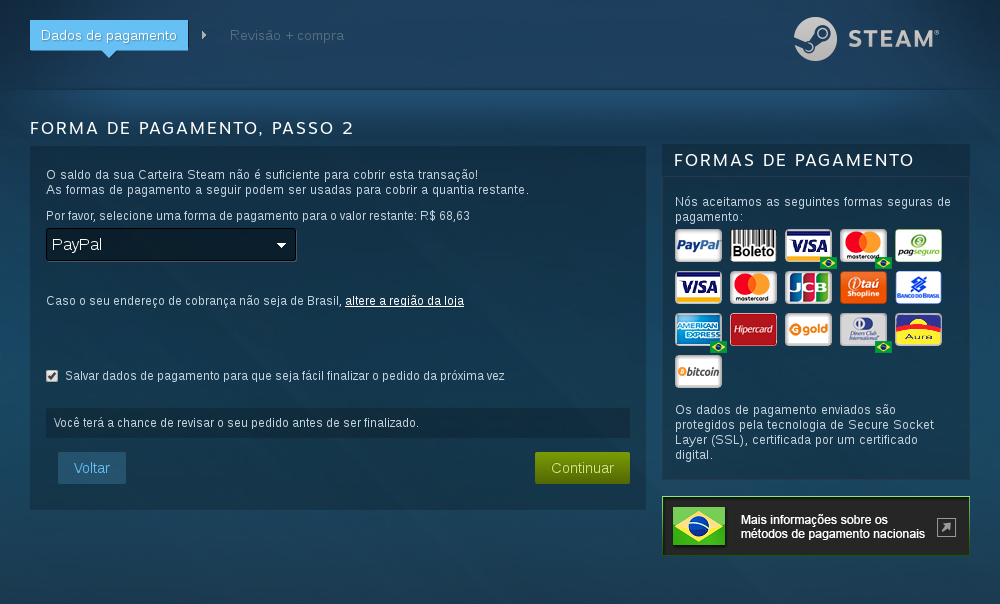 Dados de pagamento
Revisão + compra
STEAM®
FORMA DE PAGAMENTO, PASSO 2
O saldo da sua Carteira Steam não é suficiente para cobrir esta transação!
As formas de pagamento a seguir podem ser usadas para cobrir a quantia restante.
Por favor, selecione uma forma de pagamento para o valor restante: R$ 68,63
PayPal
Caso o seu endereço de cobrança não seja de Brasil, altere a região da loja
Salvar dados de pagamento para que seja fácil finalizar o pedido da próxima vez
Você terá a chance de revisar o seu pedido antes de ser finalizado.
Voltar
Continuar
FORMAS DE PAGAMENTO
Nós aceitamos as seguintes formas seguras de
pagamento:
PayPal Boleto VISA mastercard pagseguro
VISA mastercard JCB Itaú Shopline BANCO DO BRASIL
AMERICAN EXPRESS Hipercard gold Diners Club International Aura
bitcoin
Os dados de pagamento enviados são
protegidos pela tecnologia de Secure Socket
Layer (SSL), certificada por um certificado
digital.
Mais informações sobre os
métodos de pagamento nacionais